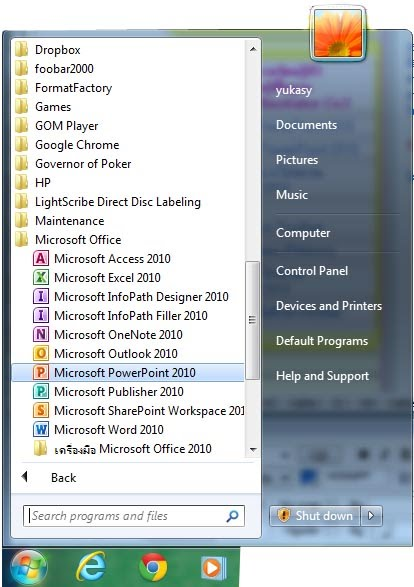 Dropbox
foobar2000
FormatFactory
Games
GOM Player
Google Chrome
Governor of Poker
HP
LightScribe Direct Disc Labeling
Maintenance
Microsoft Office
Microsoft Access 2010
Microsoft Excel 2010
Microsoft InfoPath Designer 2010
Microsoft InfoPath Filler 2010
Microsoft OneNote 2010
Microsoft Outlook 2010
Microsoft PowerPoint 2010
Microsoft Publisher 2010
Microsoft SharePoint Workspace 201
Microsoft Word 2010
เครื่องมือ Microsoft Office 2010
Back
Search programs and files
yukasy
Documents
Pictures
Music
Computer
Control Panel
Devices and Printers
Default Programs
Help and Support
Shut down